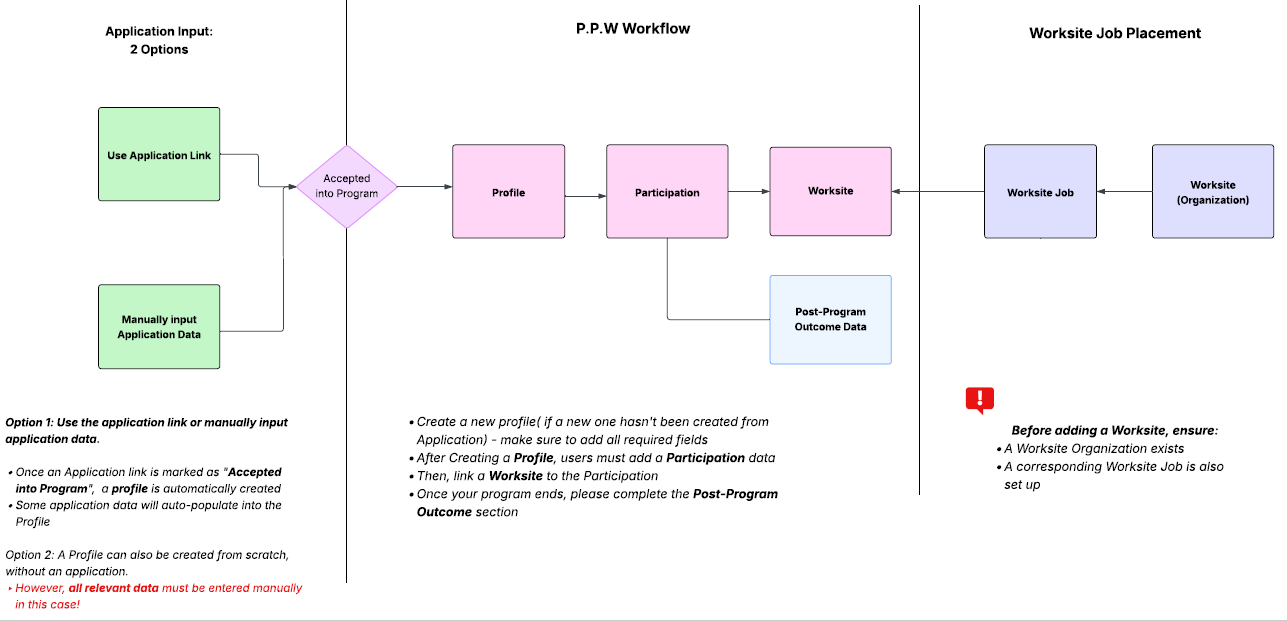 Application Input:
2 Options
P.P.W Workflow
Worksite Job Placement
Use Application Link
Accepted
into Program
Profile
Participation
Worksite
Worksite Job
Worksite
(Organization)
Manually input
Application Data
Post-Program
Outcome Data
Option 1: Use the application link or manually input
application data.
• Once an Application link is marked as "Accepted
into Program", a profile is automatically created
• Some application data will auto-populate into the
Profile
Option 2: A Profile can also be created from scratch,
without an application.
‣ However, all relevant data must be entered manually
in this case!
• Create a new profile( if a new one hasn't been created from
Application) - make sure to add all required fields
• After Creating a Profile, users must add a Participation data
• Then, link a Worksite to the Participation
• Once your program ends, please complete the Post-Program
Outcome section
!
Before adding a Worksite, ensure:
• A Worksite Organization exists
• A corresponding Worksite Job is also
set up